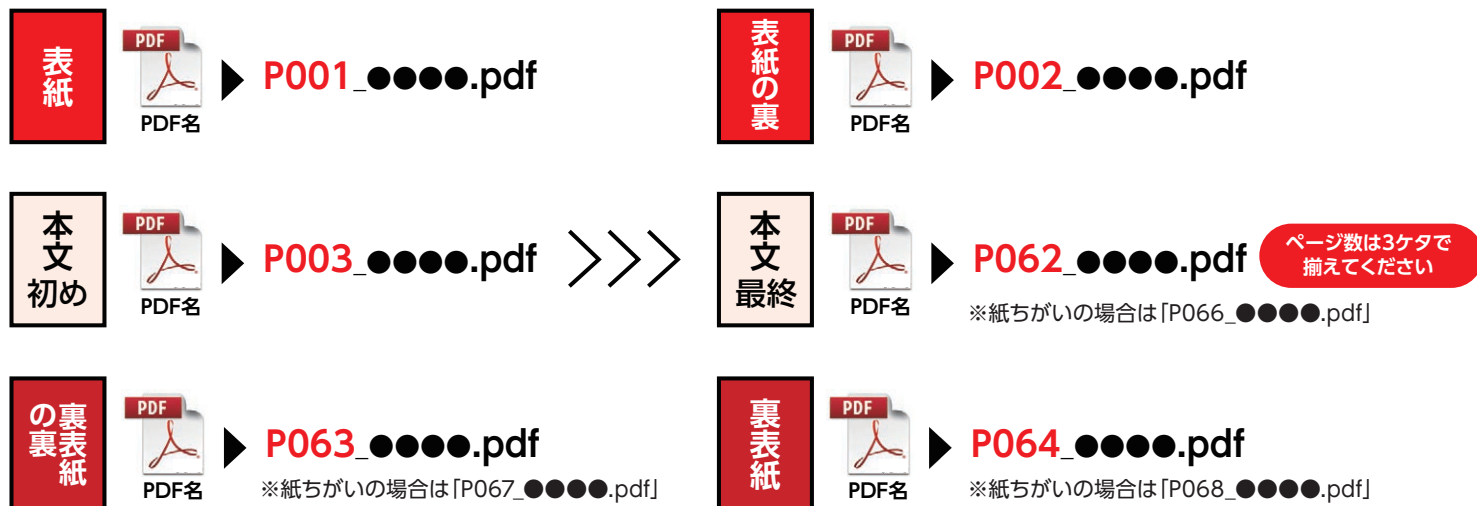 表紙
PDF
PDF名
P001_●●●●.pdf
表紙の裏
PDF
PDF名
P002_●●●●.pdf
本文
初め
PDF
PDF名
P003_●●●●.pdf
本文
最終
PDF
PDF名
P062_●●●●.pdf
ページ数は3ケタで
揃えてください
※紙ちがいの場合は「P066_●●●●.pdf」
裏表紙
の裏
PDF
PDF名
P063_●●●●.pdf
※紙ちがいの場合は「P067_●●●●.pdf」
裏表紙
PDF
PDF名
P064_●●●●.pdf
※紙ちがいの場合は「P068_●●●●.pdf」